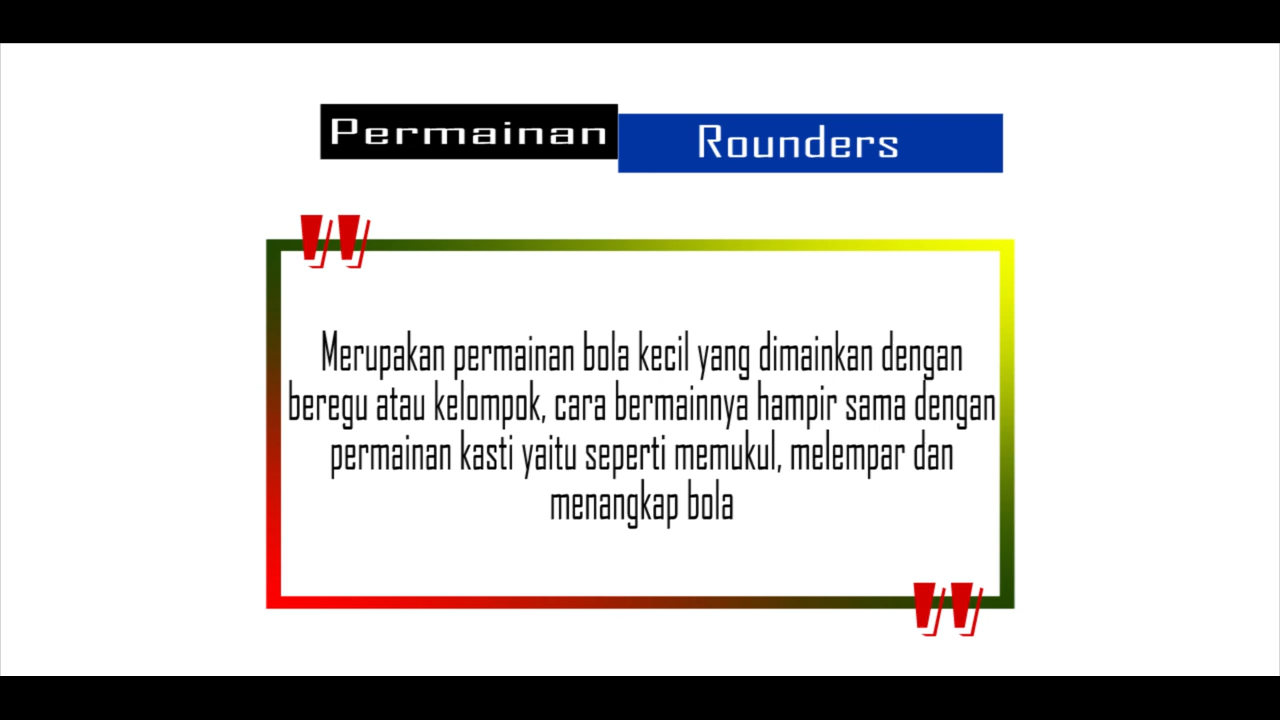 Permainan Rounders
Merupakan permainan bola kecil yang dimainkan dengan
beregu atau kelompok, cara bermainnya hampir sama dengan
permainan kasti yaitu seperti memukul, melempar dan
menangkap bola